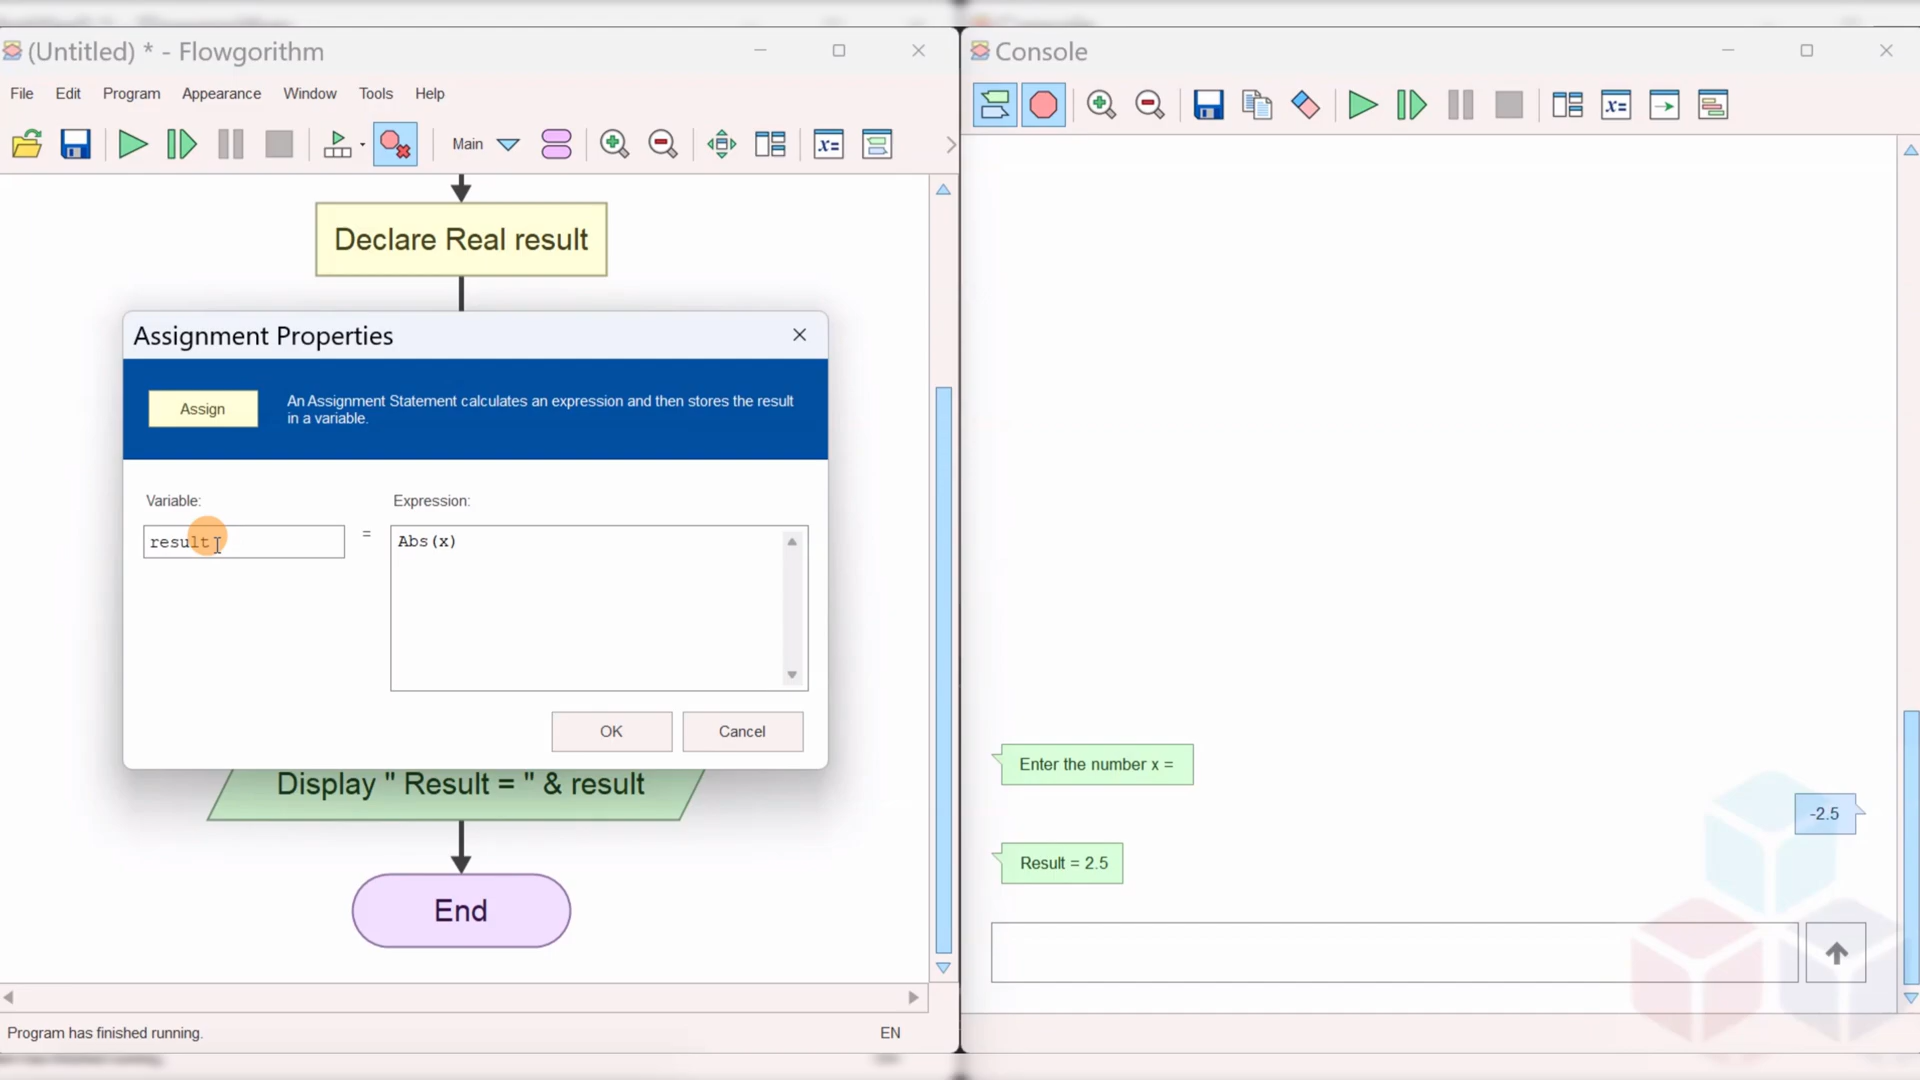 (Untitled) * - Flowgorithm
File Edit Program Appearance Window Tools Help
Main
Declare Real result
Assignment Properties
Assign
An Assignment Statement calculates an expression and then stores the result
in a variable.
Variable:
Expression:
result
=
Abs(x)
OK
Cancel
Display " Result = " & result
End
Program has finished running.
EN
Console
x=
x=
Enter the number x =
-2.5
Result = 2.5